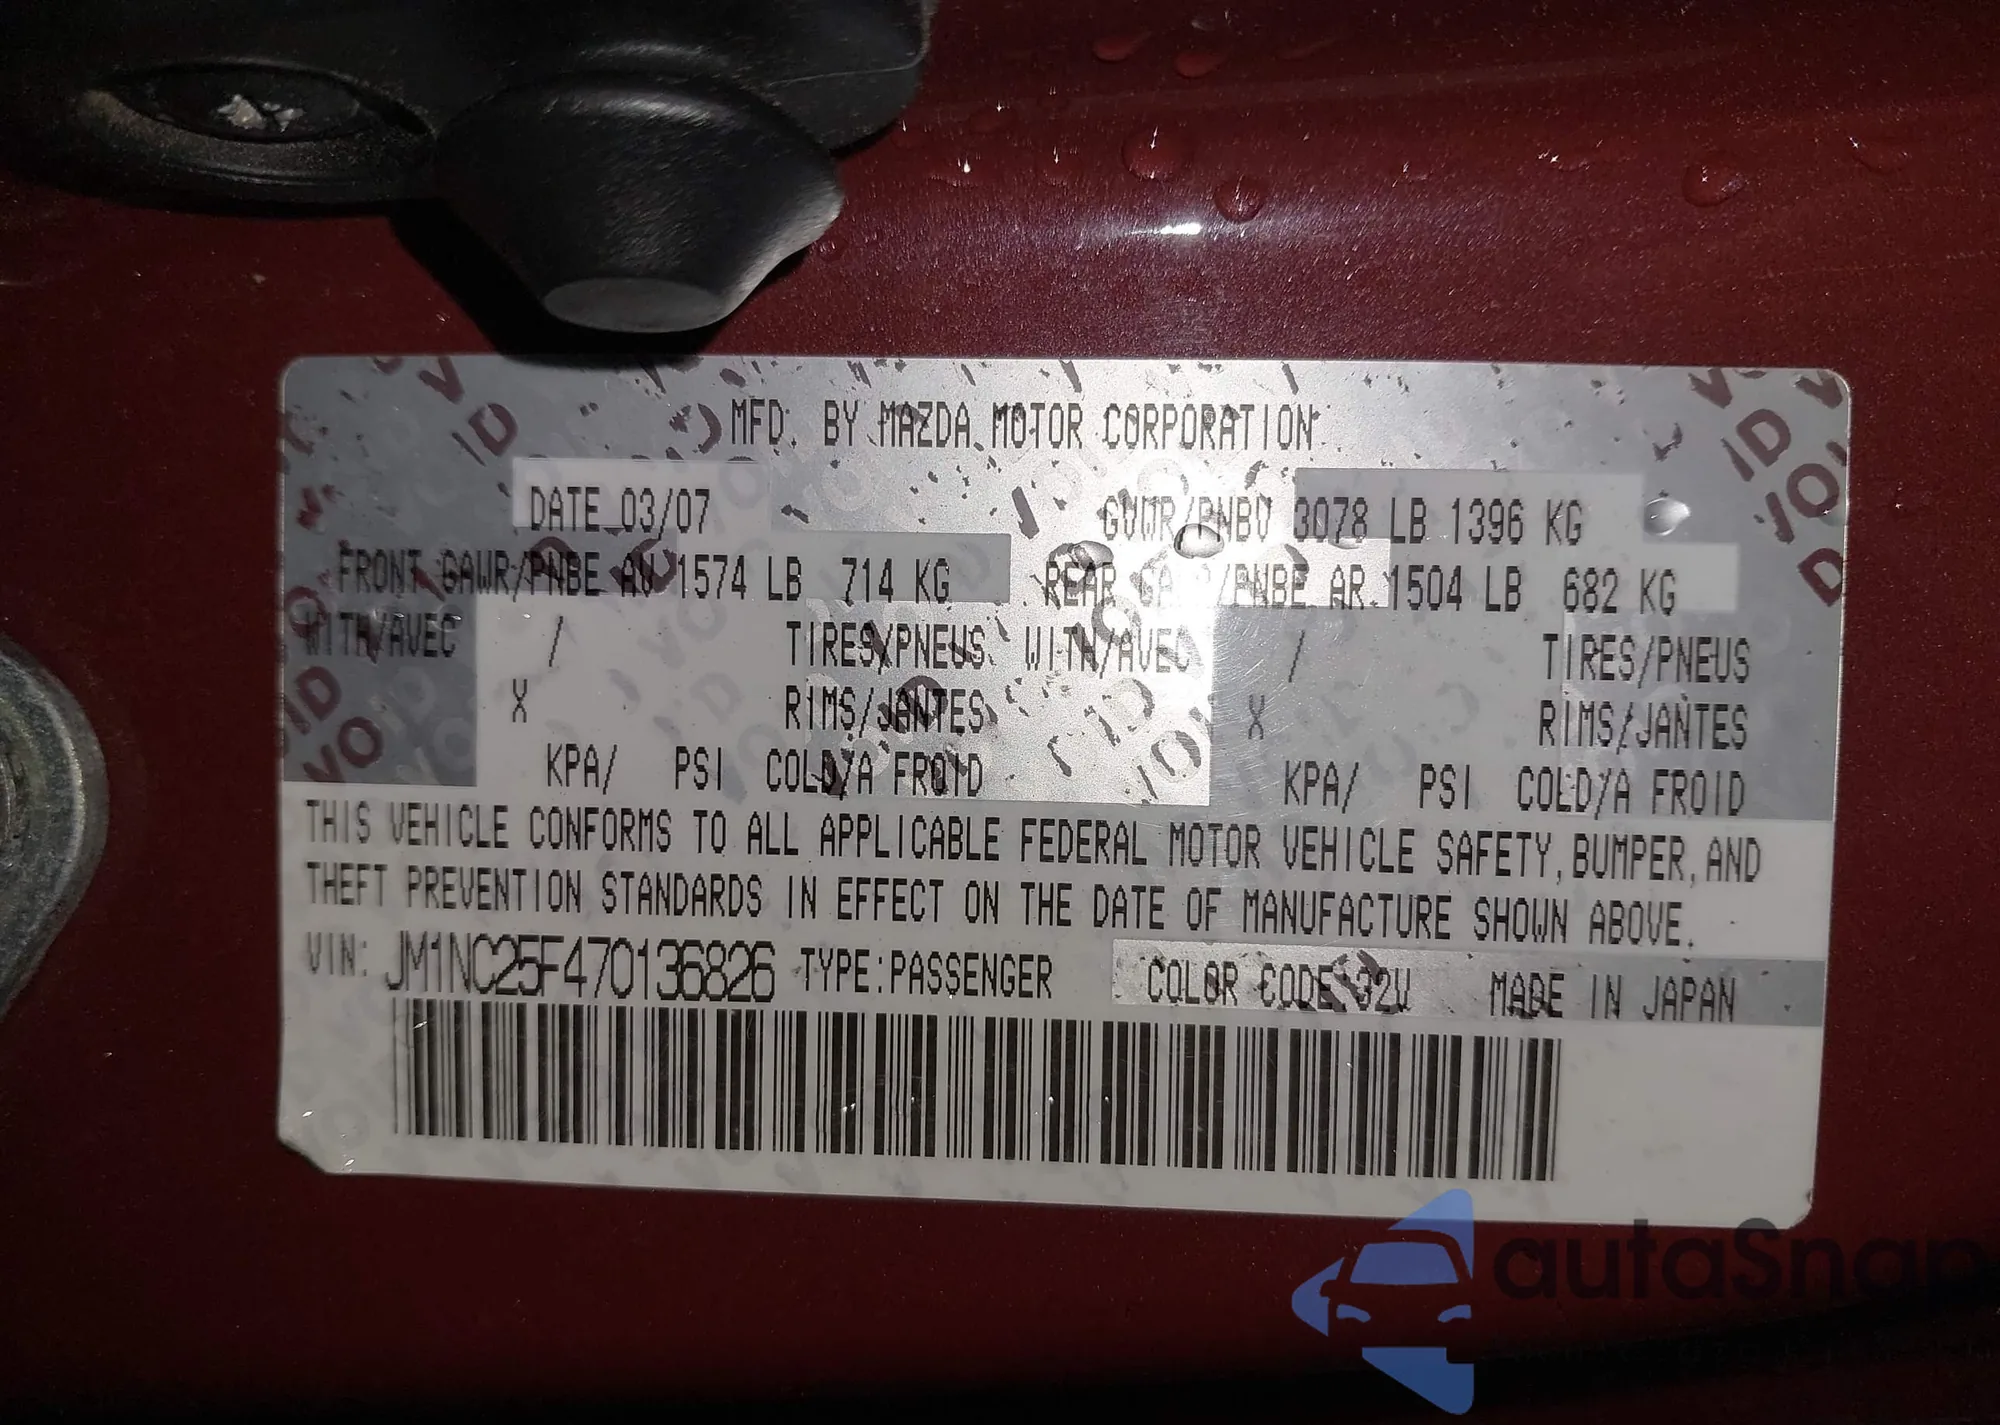 MFD. BY MAZDA MOTOR CORPORATION
DATE 03/07 GVWR/PNBV 3078 LB 1396 KG
FRONT GAWR/PNBE AV 1574 LB 714 KG REAR GAWR/PNBE AR 1504 LB 682 KG
WITH/AVEC / TIRES/PNEUS WITH/AVEC / TIRES/PNEUS
X RIMS/JANTES X RIMS/JANTES
KPA/ PSI COLD/A FROID KPA/ PSI COLD/A FROID
THIS VEHICLE CONFORMS TO ALL APPLICABLE FEDERAL MOTOR VEHICLE SAFETY, BUMPER, AND
THEFT PREVENTION STANDARDS IN EFFECT ON THE DATE OF MANUFACTURE SHOWN ABOVE.
VIN: JM1NC25F470136826 TYPE:PASSENGER COLOR CODE:32V MADE IN JAPAN
autaSnap